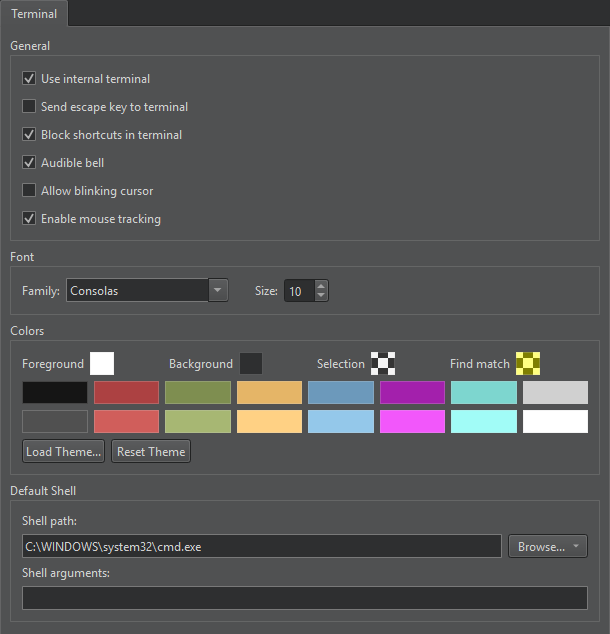 Terminal
General
Use internal terminal
Send escape key to terminal
Block shortcuts in terminal
Audible bell
Allow blinking cursor
Enable mouse tracking
Font
Family: Consolas Size: 10
Colors
Foreground Background Selection Find match
Load Theme... Reset Theme
Default Shell
Shell path:
C:\WINDOWS\system32\cmd.exe Browse...
Shell arguments: